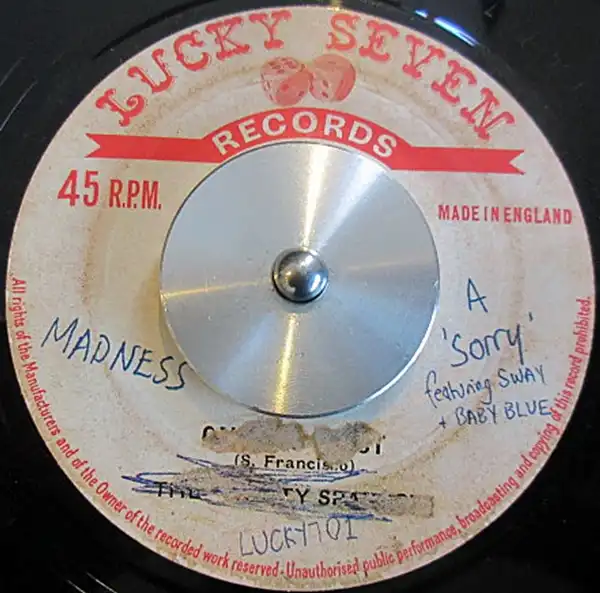 LUCKY SEVEN
RECORDS
45 R.P.M.
MADE IN ENGLAND
MADNESS
A
'Sorry'
featuring SWAY
+ BABY BLUE
(S. Francisco)
LUCKY701
All rights of the Manufacturers and of the Owner of the recorded work reserved · Unauthorised public performance, broadcasting and copying of this record prohibited.